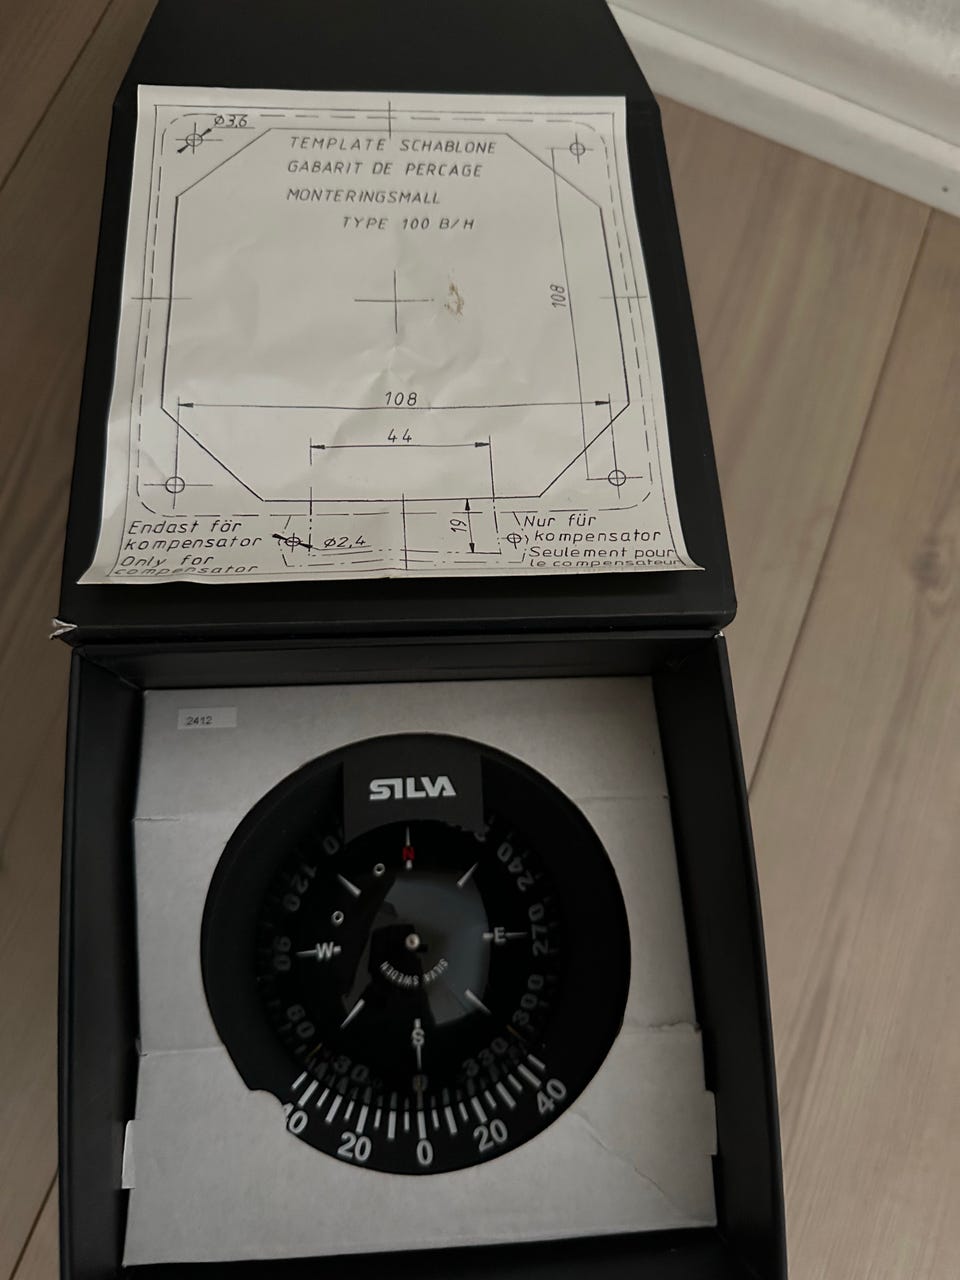 Ø3,6
TEMPLATE SCHABLONE
GABARIT DE PERCAGE
MONTERINGSMALL
TYPE 100 B/H
108
108
44
19
Endast för
kompensator
Only for
compensator
Ø2,4
Nur für
kompensator
Seulement pour
le compensateur
2412
SILVA
N
120
240
90
W
E
270
SILVA SWEDEN
60
300
S
30
0
330
40
20
0
20
40